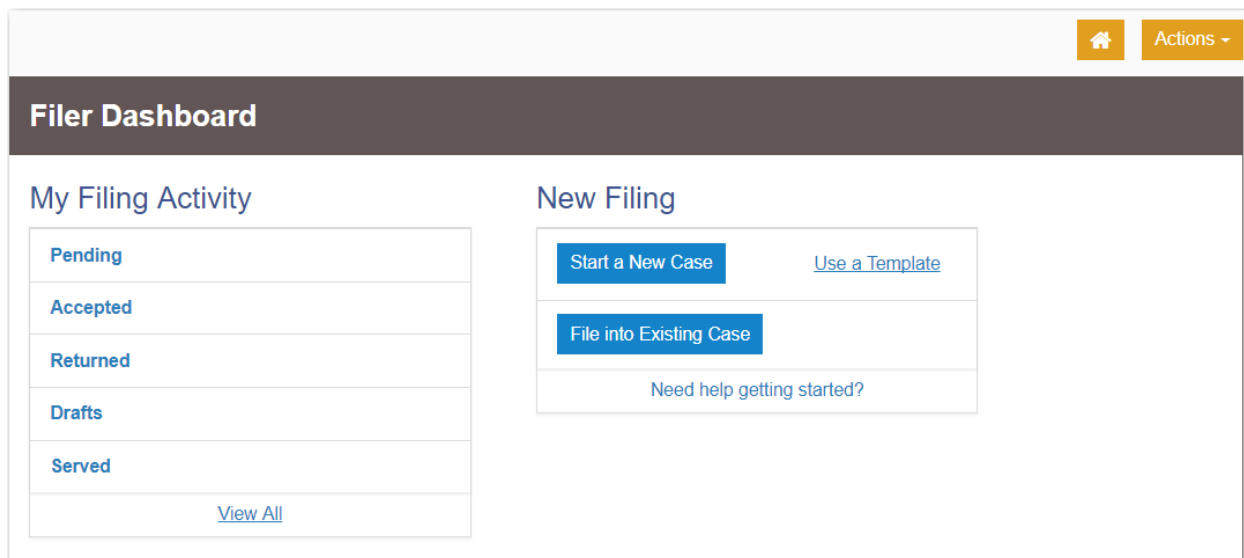 Actions
Filer Dashboard
My Filing Activity
Pending
Accepted
Returned
Drafts
Served
View All
New Filing
Start a New Case
Use a Template
File into Existing Case
Need help getting started?